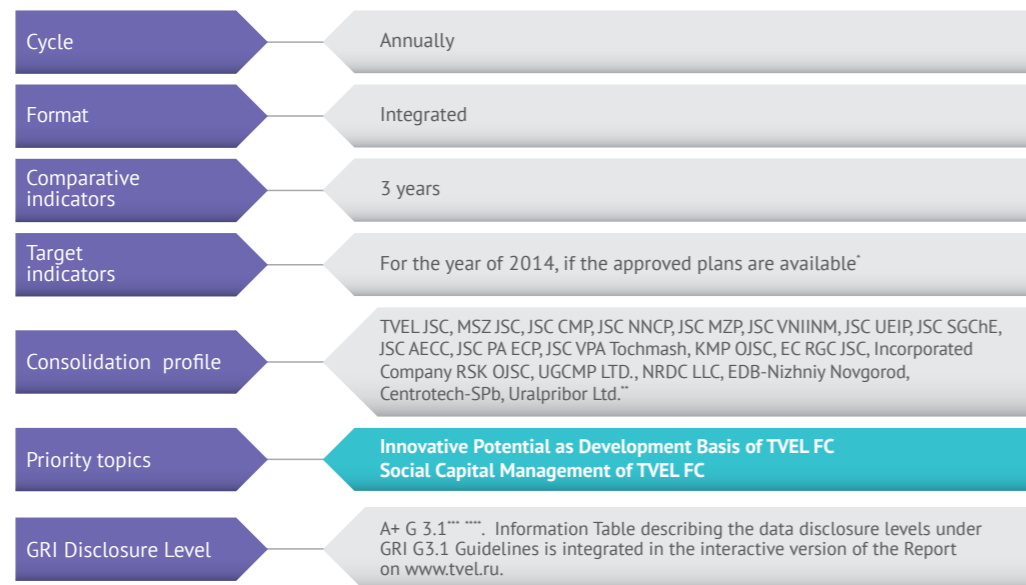 Cycle
Annually
Format
Integrated
Comparative
indicators
3 years
Target
indicators
For the year of 2014, if the approved plans are available*
Consolidation profile
TVEL JSC, MSZ JSC, JSC CMP, JSC NNCP, JSC MZP, JSC VNIINM, JSC UEIP, JSC SGChE,
JSC AECC, JSC PA ECP, JSC VPA Tochmash, KMP OJSC, EC RGC JSC, Incorporated
Company RSK OJSC, UGCMP LTD., NRDC LLC, EDB-Nizhniy Novgorod,
Centrotech-SPb, Uralpribor Ltd.**
Priority topics
Innovative Potential as Development Basis of TVEL FC
Social Capital Management of TVEL FC
GRI Disclosure Level
A+ G 3.1*** ****. Information Table describing the data disclosure levels under
GRI G3.1 Guidelines is integrated in the interactive version of the Report
on www.tvel.ru.